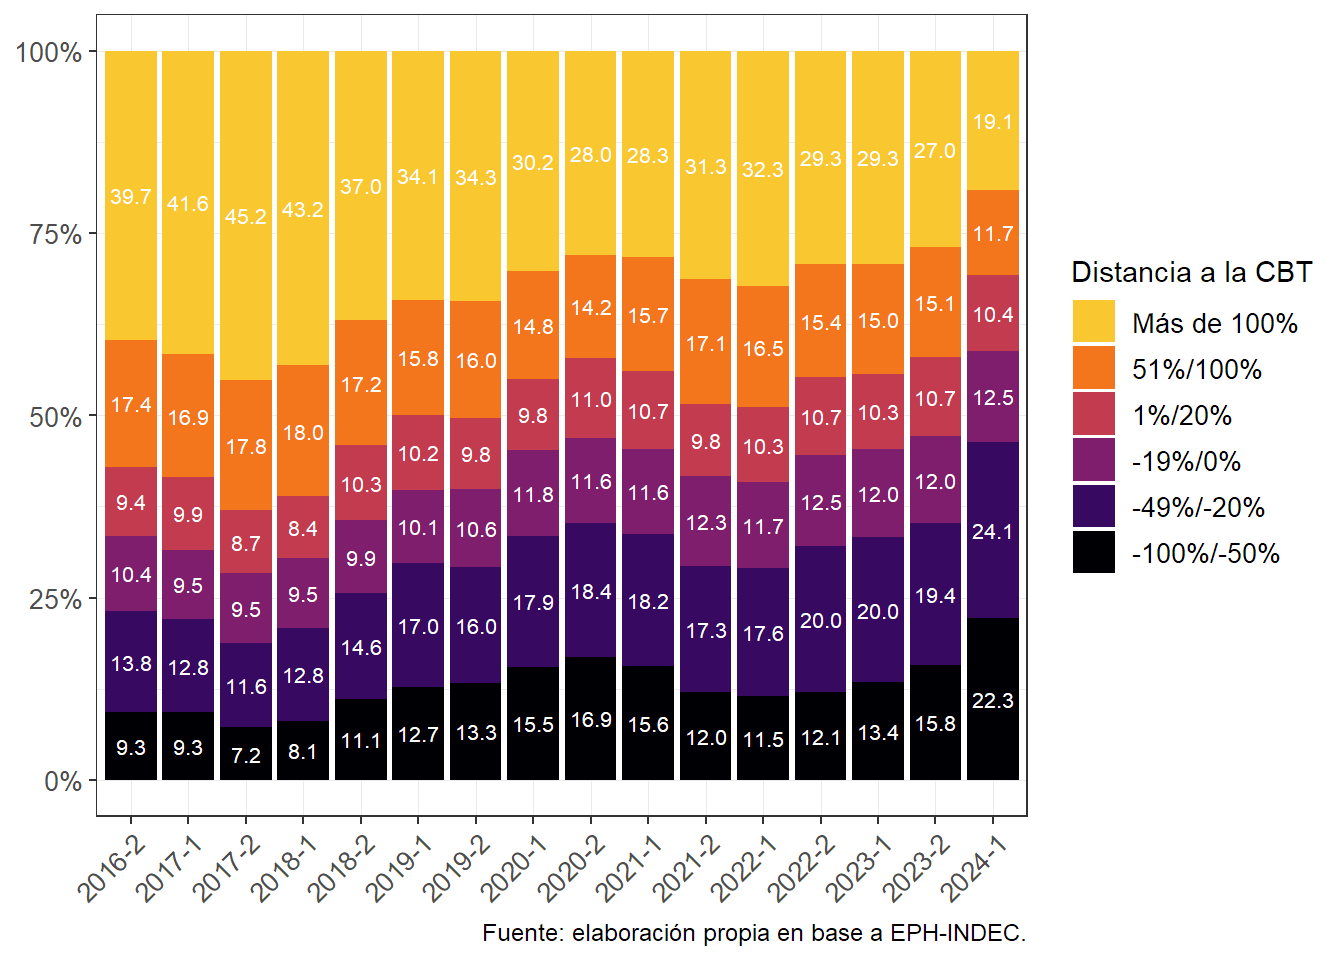 100%
75%
50%
25%
0%
39.7 41.6 45.2 43.2 37.0 34.1 34.3 30.2 28.0 28.3 31.3 32.3 29.3 29.3 27.0 19.1
17.4 16.9 17.8 18.0 17.2 15.8 16.0 14.8 14.2 15.7 17.1 16.5 15.4 15.0 15.1 11.7
9.4 9.9 8.7 8.4 10.3 10.2 9.8 9.8 11.0 10.7 9.8 10.3 10.7 10.3 10.7 10.4
10.4 9.5 9.5 9.5 9.9 10.1 10.6 11.8 11.6 11.6 12.3 11.7 12.5 12.0 12.0 12.5
13.8 12.8 11.6 12.8 14.6 17.0 16.0 17.9 18.4 18.2 17.3 17.6 20.0 20.0 19.4 24.1
9.3 9.3 7.2 8.1 11.1 12.7 13.3 15.5 16.9 15.6 12.0 11.5 12.1 13.4 15.8 22.3
2016-2 2017-1 2017-2 2018-1 2018-2 2019-1 2019-2 2020-1 2020-2 2021-1 2021-2 2022-1 2022-2 2023-1 2023-2 2024-1
Distancia a la CBT
Más de 100%
51%/100%
1%/20%
-19%/0%
-49%/-20%
-100%/-50%
Fuente: elaboración propia en base a EPH-INDEC.